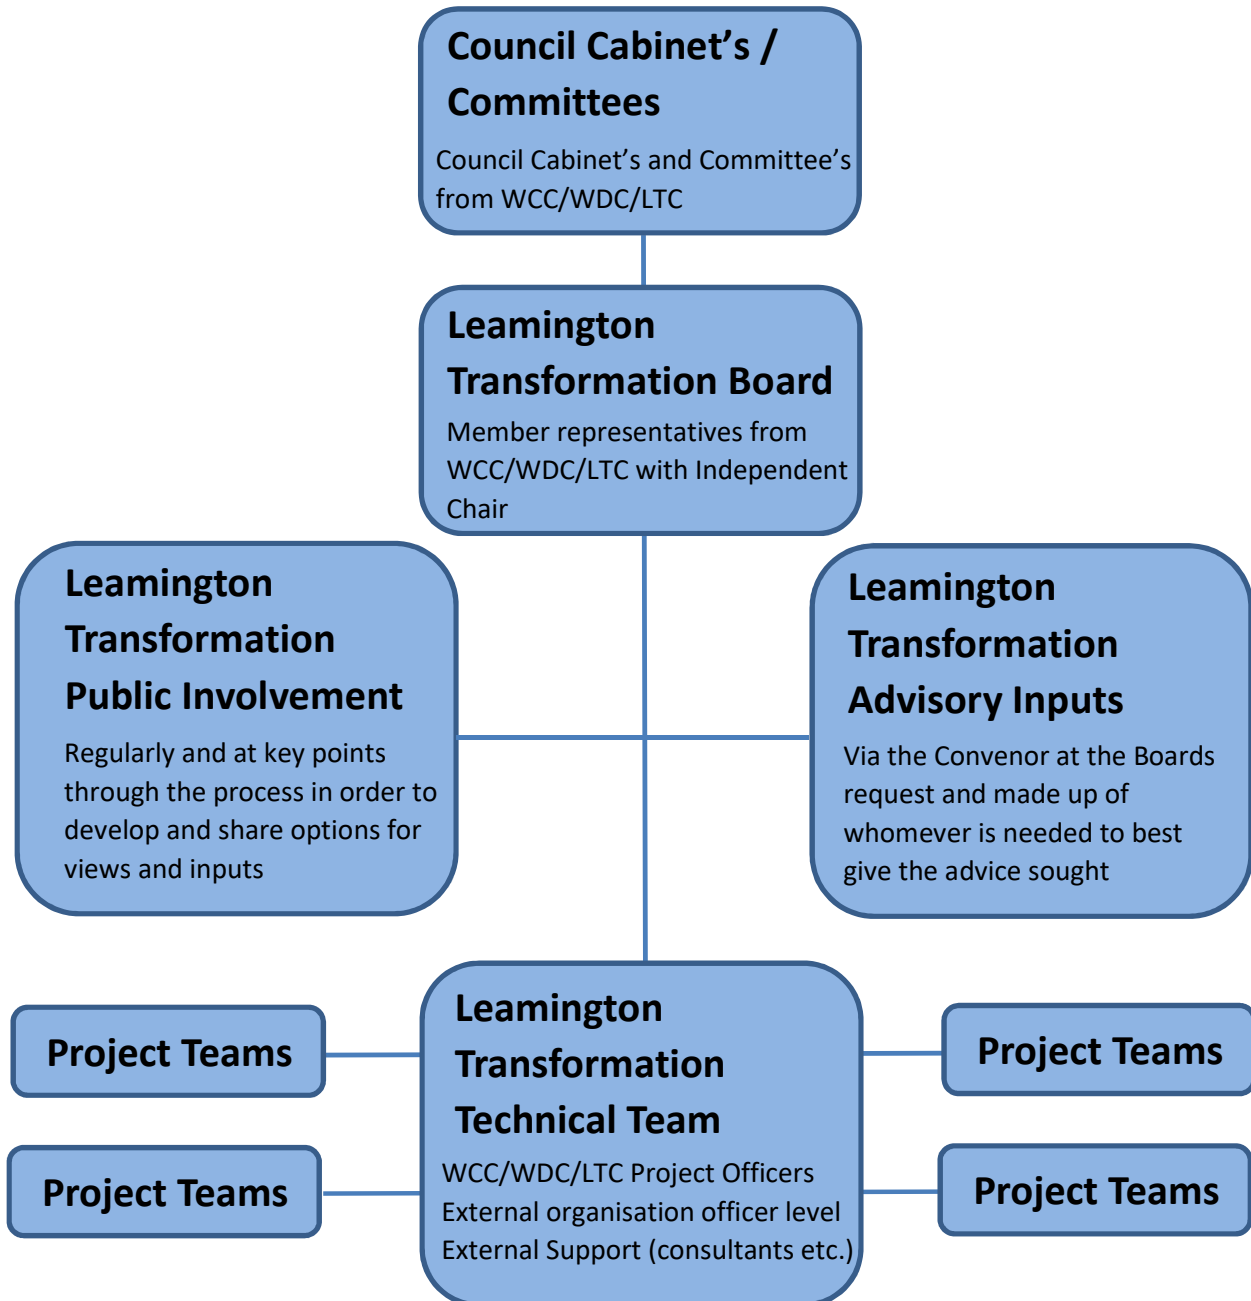 Council Cabinet’s /
Committees
Council Cabinet’s and Committee’s
from WCC/WDC/LTC
Leamington
Transformation Board
Member representatives from
WCC/WDC/LTC with Independent
Chair
Leamington
Transformation
Public Involvement
Regularly and at key points
through the process in order to
develop and share options for
views and inputs
Leamington
Transformation
Advisory Inputs
Via the Convenor at the Boards
request and made up of
whomever is needed to best
give the advice sought
Leamington
Transformation
Technical Team
WCC/WDC/LTC Project Officers
External organisation officer level
External Support (consultants etc.)
Project Teams
Project Teams
Project Teams
Project Teams